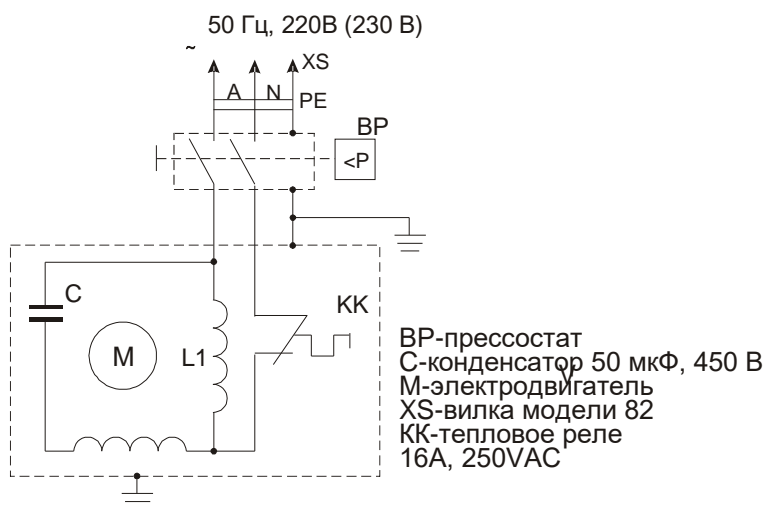 50 Гц, 220В (230 В)
~
XS
A N
PE
BP
<P
C
KK
M
L1
ВР-прессостат
С-конденсатор 50 мкФ, 450 В
V
М-электродвигатель
XS-вилка модели 82
КК-тепловое реле
16А, 250VAC